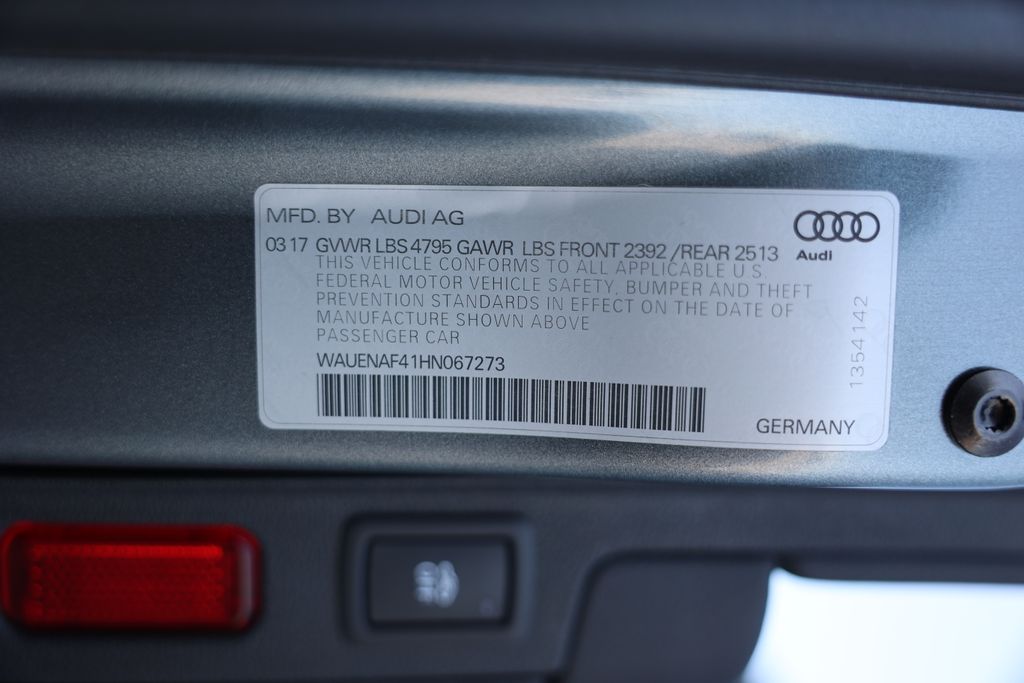 MFD. BY AUDI AG
03 17 GVWR LBS 4795 GAWR LBS FRONT 2392 /REAR 2513
Audi
THIS VEHICLE CONFORMS TO ALL APPLICABLE U.S.
FEDERAL MOTOR VEHICLE SAFETY, BUMPER AND THEFT
PREVENTION STANDARDS IN EFFECT ON THE DATE OF
MANUFACTURE SHOWN ABOVE
PASSENGER CAR
WAUENAF41HN067273
1354142
GERMANY
OFF